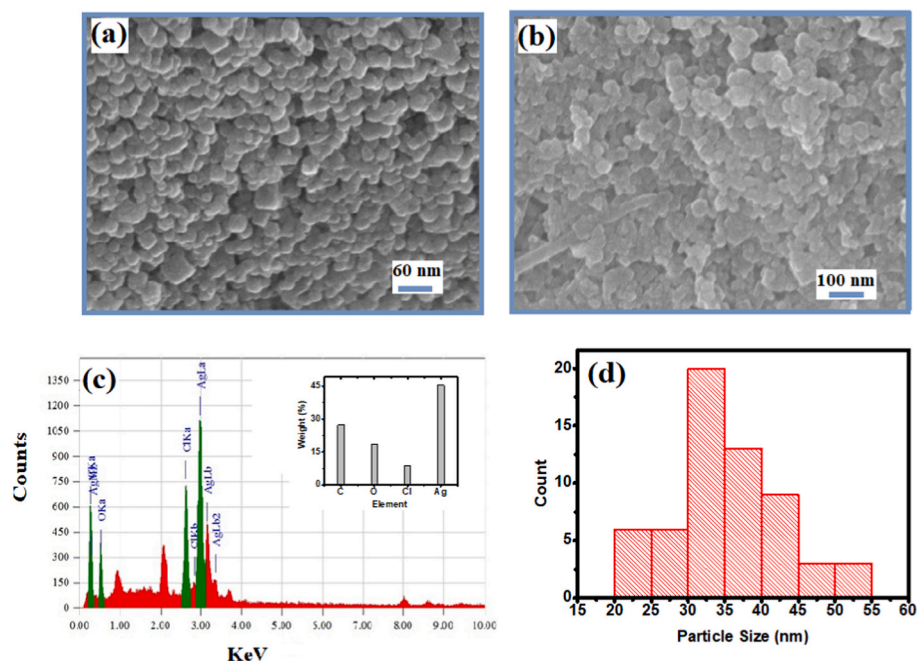 (a)
60 nm
(b)
100 nm
(c)
Counts
1350
1200
1050
900
750
600
450
300
150
0
0.00 1.00 2.00 3.00 4.00 5.00 6.00 7.00 8.00 9.00 10.00
KeV
OKa
ClKa
ClKb
AgLa
AgLb
AgLb2
Weight (%)
45
30
15
0
C O Cl Ag
Element
(d)
Count
20
15
10
5
0
15 20 25 30 35 40 45 50 55 60
Particle Size (nm)